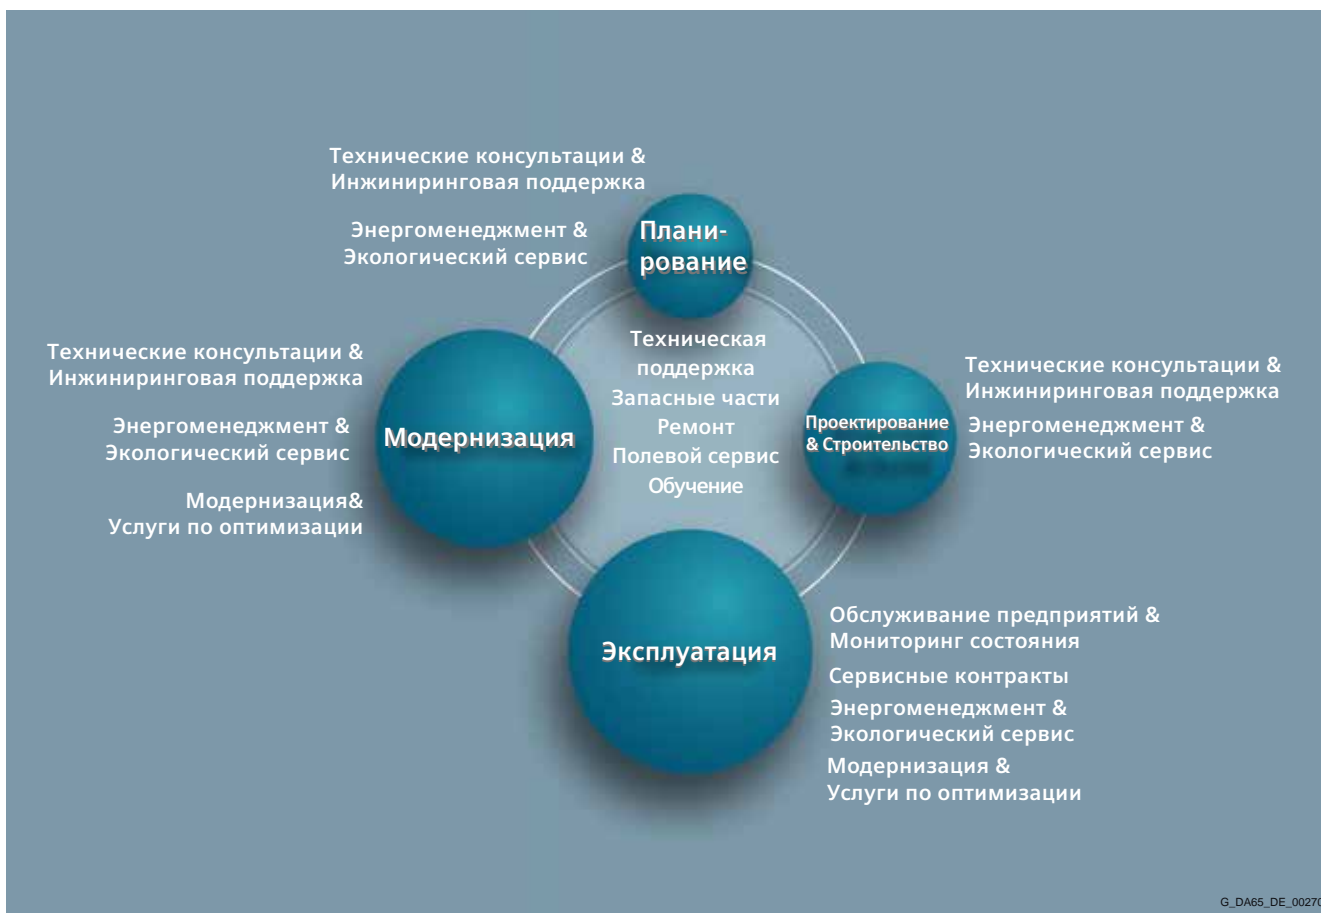 Технические консультации &
Инжиниринговая поддержка
Энергоменеджмент &
Экологический сервис
Плани-
рование
Технические консультации &
Инжиниринговая поддержка
Энергоменеджмент &
Экологический сервис
Модернизация&
Услуги по оптимизации
Модернизация
Техническая
поддержка
Запасные части
Ремонт
Полевой сервис
Обучение
Проектирование
& Строительство
Технические консультации &
Инжиниринговая поддержка
Энергоменеджмент &
Экологический сервис
Эксплуатация
Обслуживание предприятий &
Мониторинг состояния
Сервисные контракты
Энергоменеджмент &
Экологический сервис
Модернизация &
Услуги по оптимизации
G_DA65_DE_00270